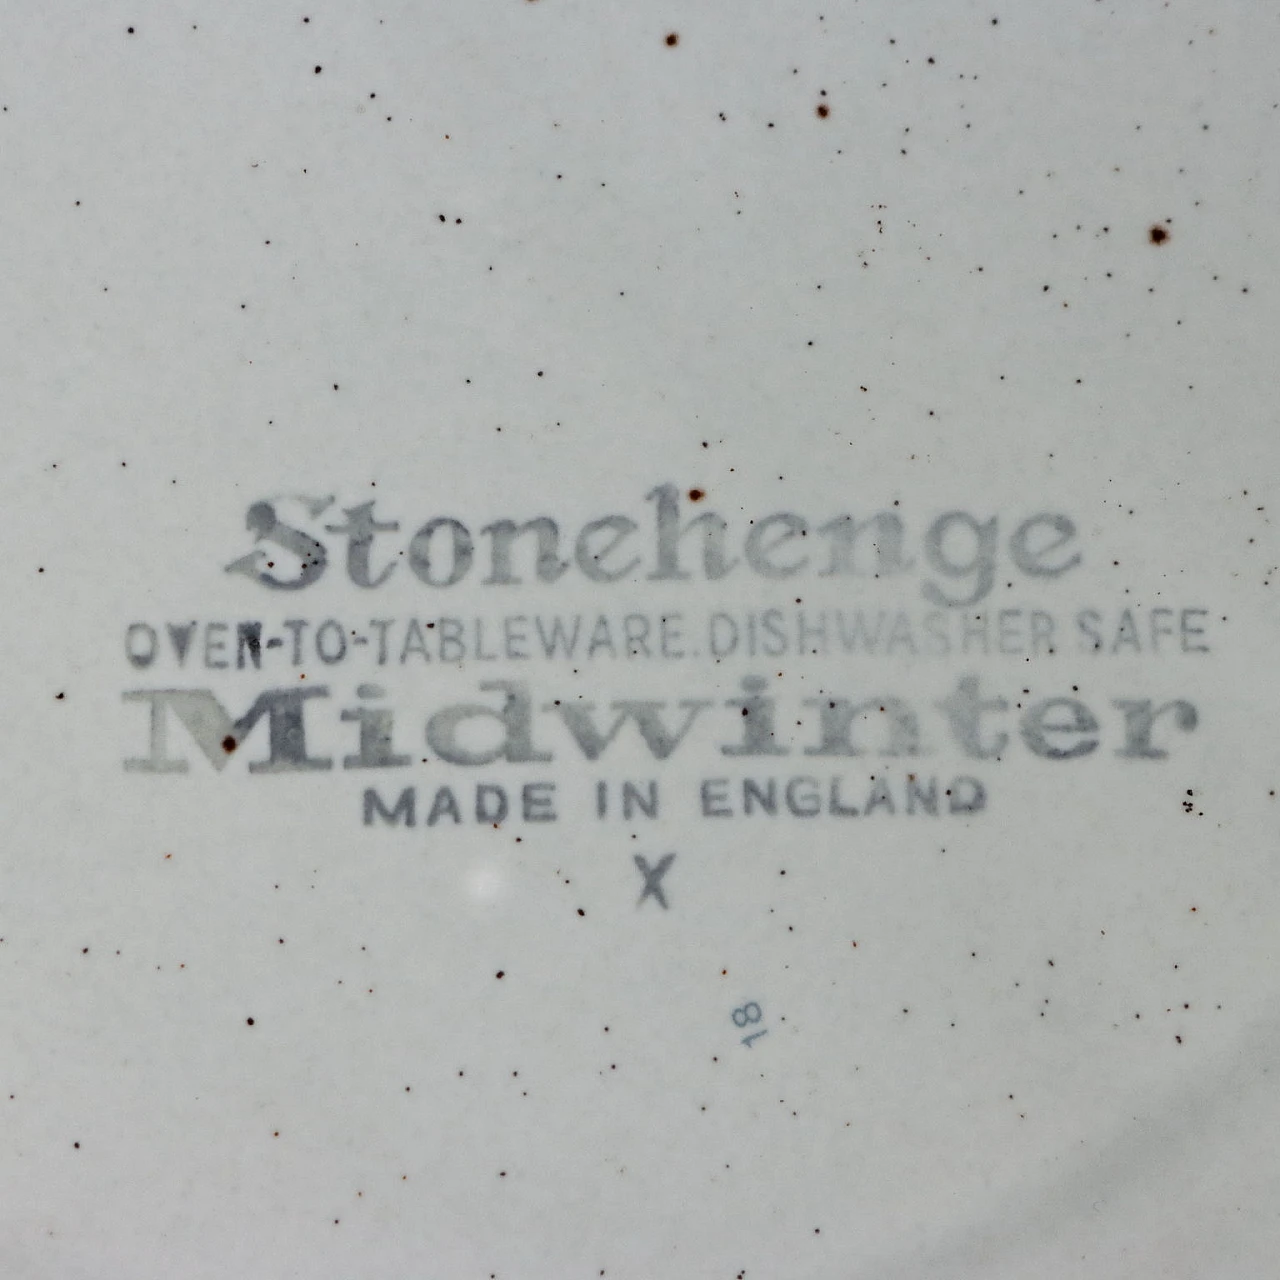 Stonehenge
OVEN-TO-TABLEWARE.DISHWASHER SAFE
Midwinter
MADE IN ENGLAND
X
18